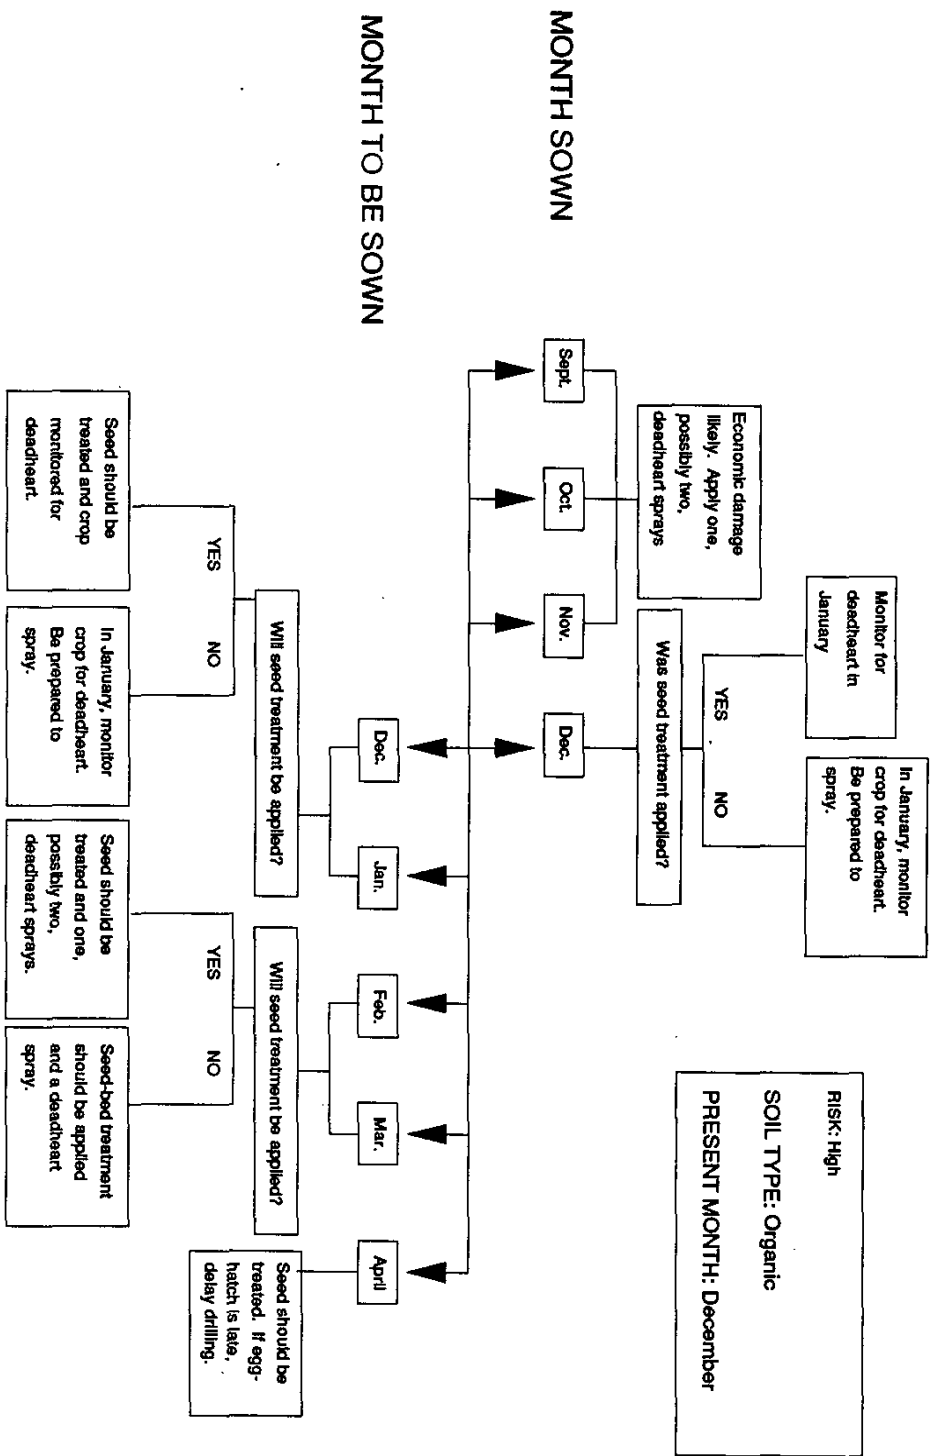 RISK: High
SOIL TYPE: Organic
PRESENT MONTH: December
Monitor for
deadheart in
January
In January, monitor
crop for deadheart.
Be prepared to
spray.
YES
NO
Economic damage
likely. Apply one,
possibly two,
deadheart sprays
Was seed treatment applied?
MONTH SOWN
Sept.
Oct.
Nov.
Dec.
MONTH TO BE SOWN
Dec.
Jan.
Feb.
Mar.
April
Will seed treatment be applied?
Will seed treatment be applied?
Seed should be
treated. If egg-
hatch is late,
delay drilling.
YES
NO
YES
NO
Seed should be
treated and crop
monitored for
deadheart.
In January, monitor
crop for deadheart.
Be prepared to
spray.
Seed should be
treated and one,
possibly two,
deadheart sprays.
Seed-bed treatment
should be applied
and a deadheart
spray.